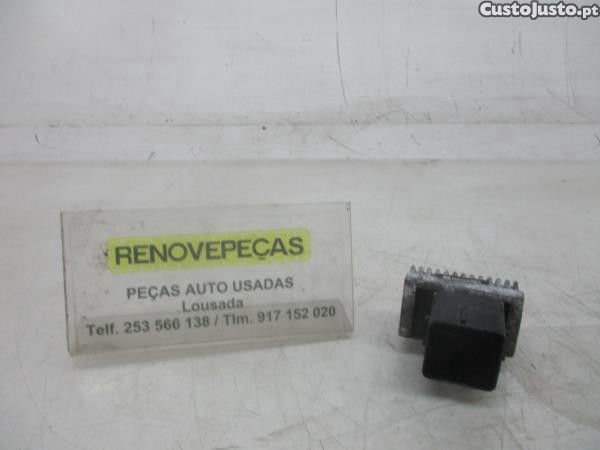 CustoJusto.pt
RENOVEPEÇAS
PEÇAS AUTO USADAS
Lousada
Telf. 253 566 138 / Tlm. 917 152 020